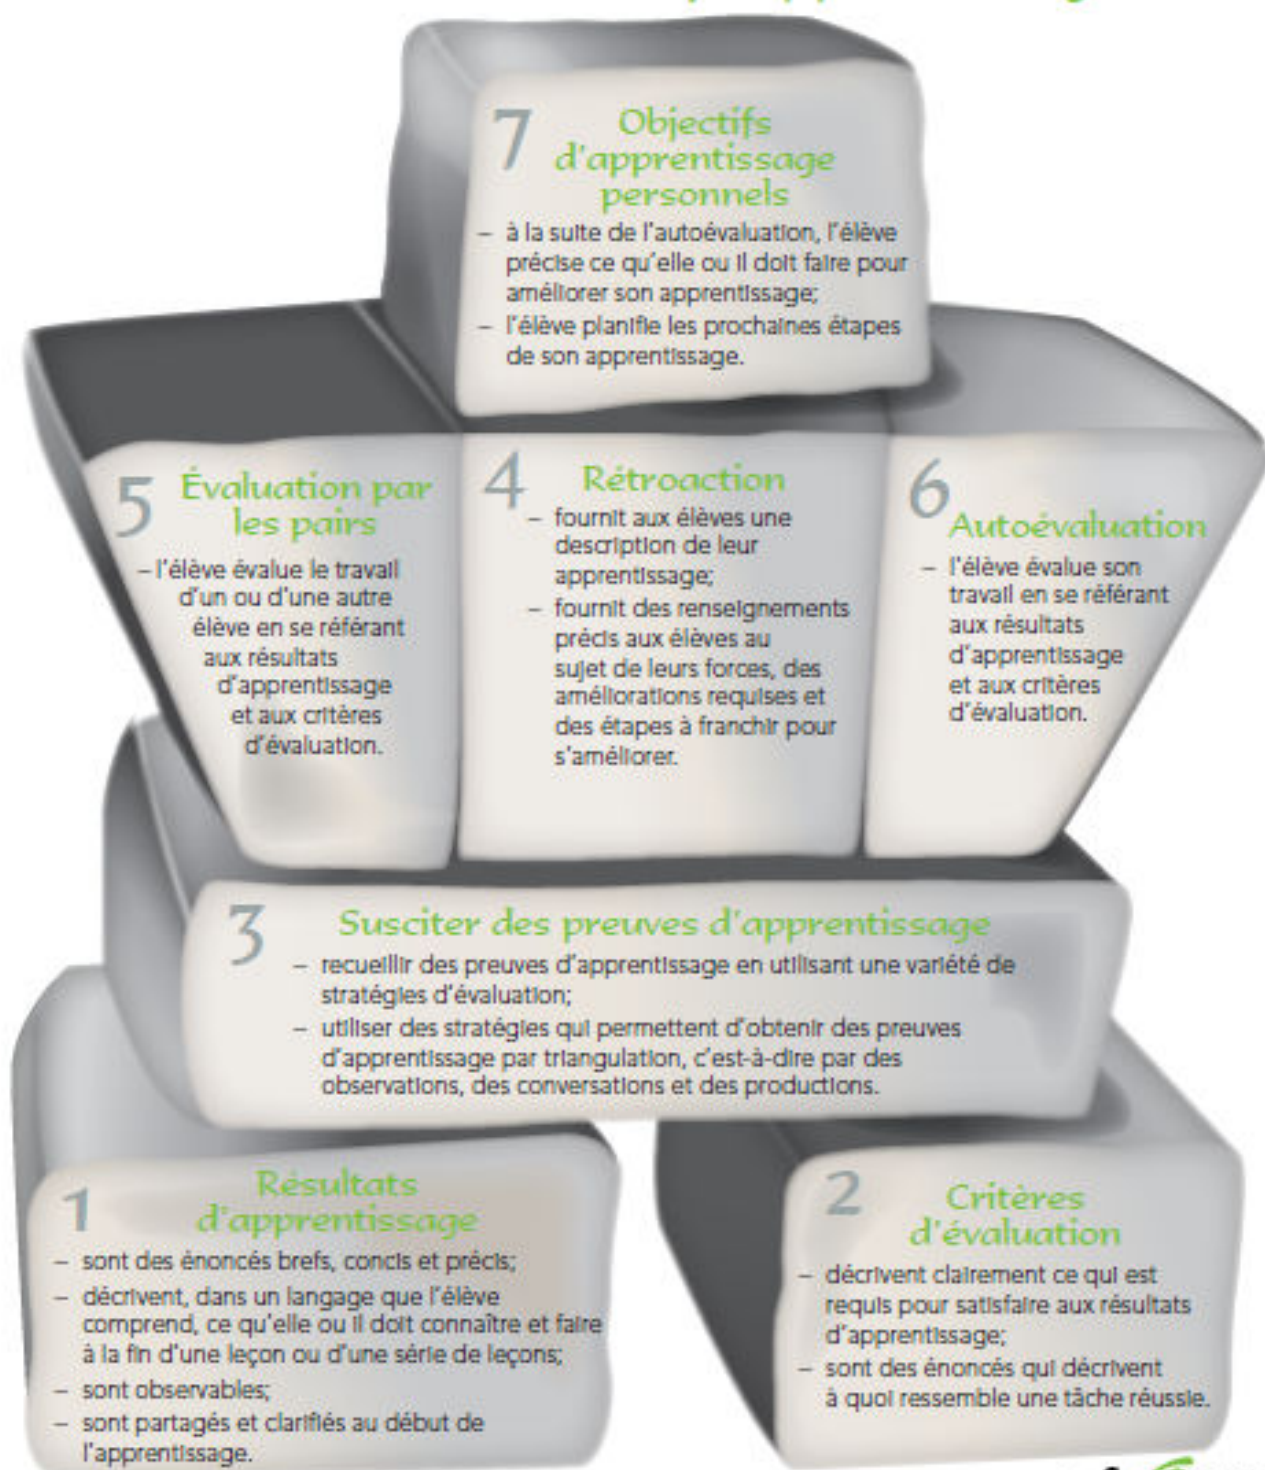 7
Objectifs
d'apprentissage
personnels
– à la suite de l'autoévaluation, l'élève
précise ce qu'elle ou il doit faire pour
améliorer son apprentissage;
– l'élève planifie les prochaines étapes
de son apprentissage.
5
Évaluation par
les pairs
– l'élève évalue le travail
d'un ou d'une autre
élève en se référant
aux résultats
d'apprentissage
et aux critères
d'évaluation.
4
Rétroaction
– fournit aux élèves une
description de leur
apprentissage;
– fournit des renseignements
précis aux élèves au
sujet de leurs forces, des
améliorations requises et
des étapes à franchir pour
s'améliorer.
6
Autoévaluation
– l'élève évalue son
travail en se référant
aux résultats
d'apprentissage
et aux critères
d'évaluation.
3
Susciter des preuves d'apprentissage
– recueillir des preuves d'apprentissage en utilisant une variété de
stratégies d'évaluation;
– utiliser des stratégies qui permettent d'obtenir des preuves
d'apprentissage par triangulation, c'est-à-dire par des
observations, des conversations et des productions.
1
Résultats
d'apprentissage
– sont des énoncés brefs, concis et précis;
– décrivent, dans un langage que l'élève
comprend, ce qu'elle ou il doit connaître et faire
à la fin d'une leçon ou d'une série de leçons;
– sont observables;
– sont partagés et clarifiés au début de
l'apprentissage.
2
Critères
d'évaluation
– décrivent clairement ce qui est
requis pour satisfaire aux résultats
d'apprentissage;
– sont des énoncés qui décrivent
à quoi ressemble une tâche réussie.